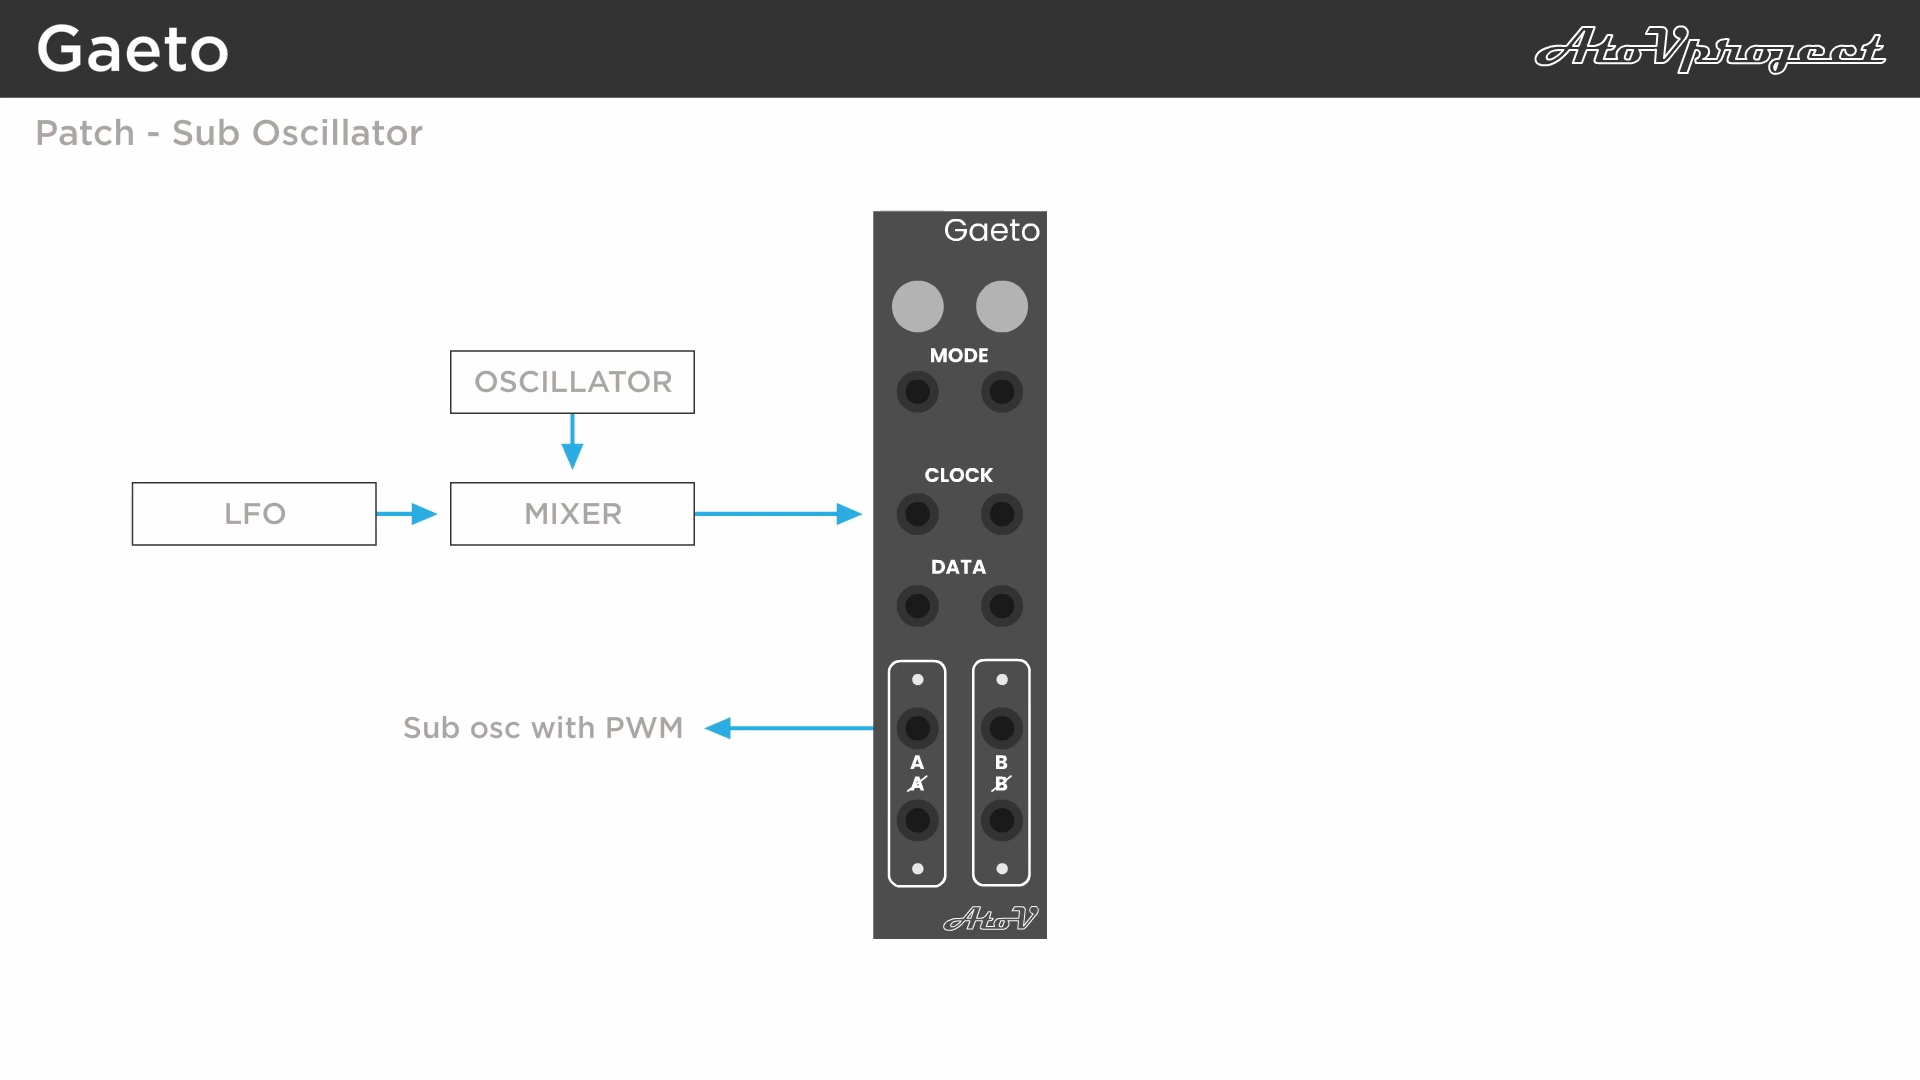 Gaeto
AtoVproject
Patch - Sub Oscillator
Gaeto
MODE
OSCILLATOR
CLOCK
LFO
MIXER
DATA
Sub osc with PWM
A
B
A
B
AtoV